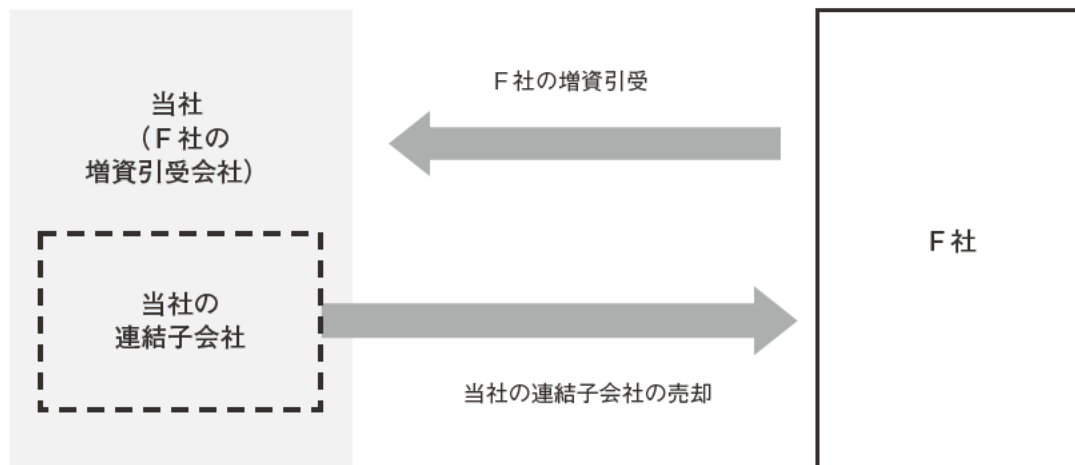 F社の増資引受
当社
（F社の
増資引受会社）
F社
当社の
連結子会社
当社の連結子会社の売却